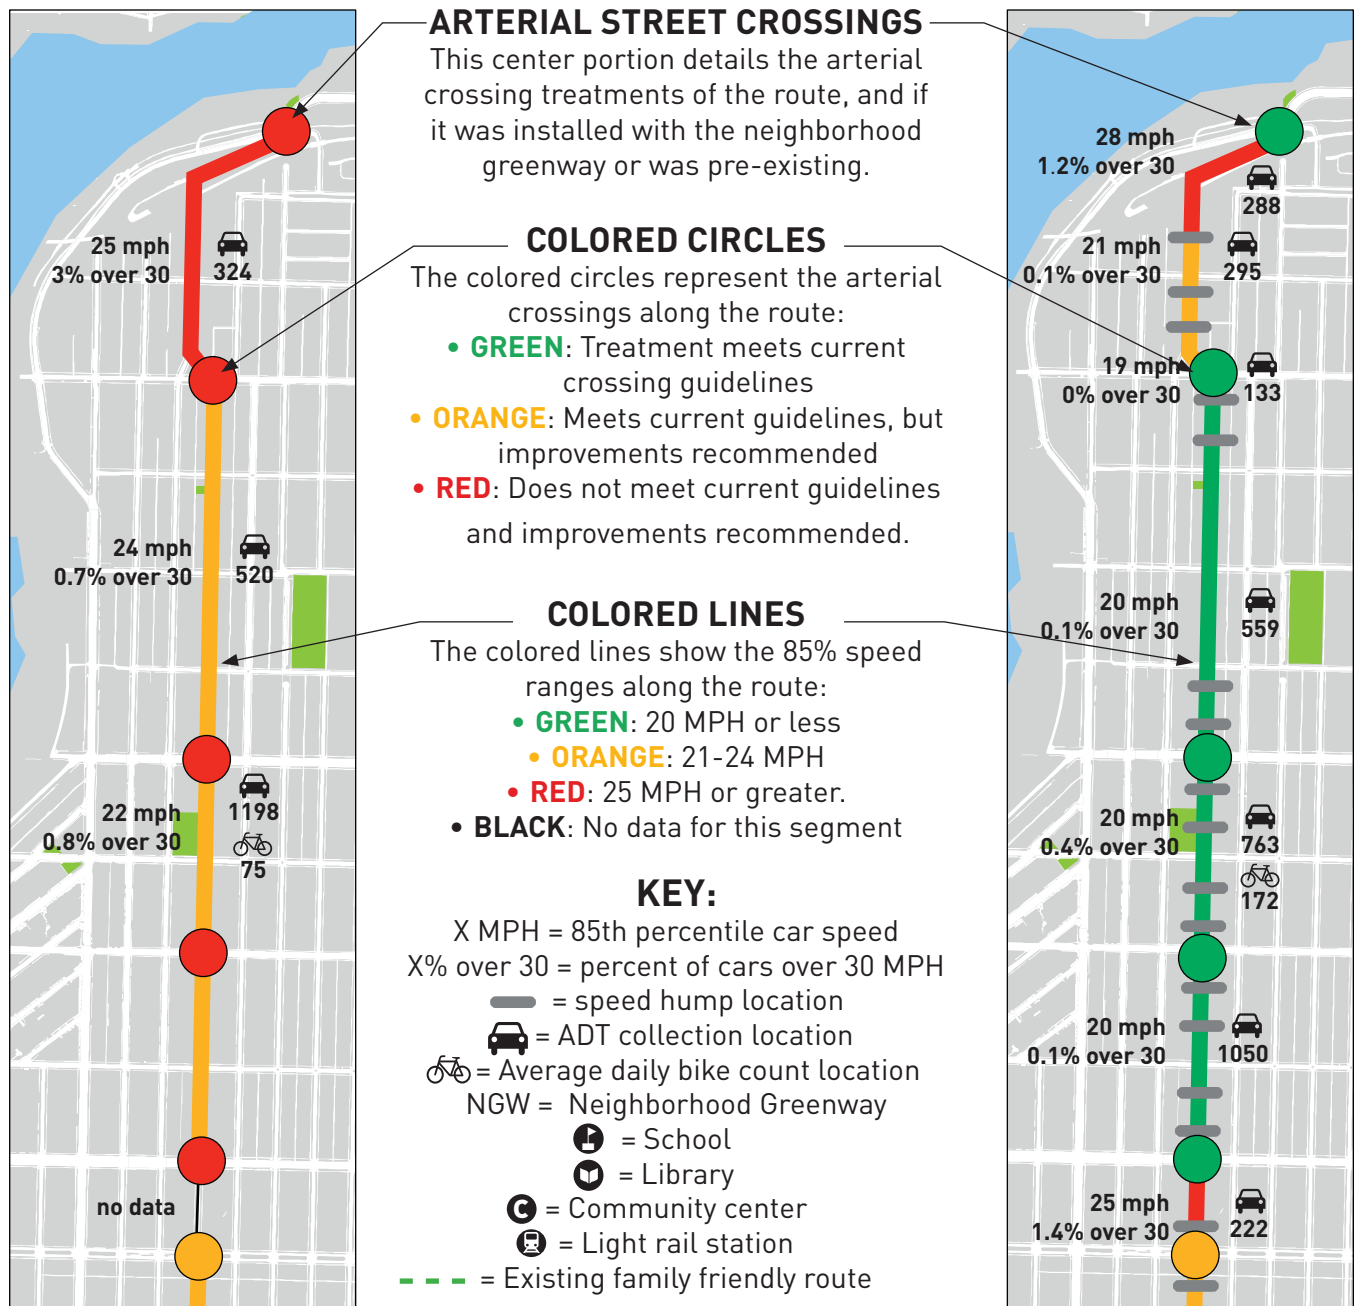 ARTERIAL STREET CROSSINGS
This center portion details the arterial
crossing treatments of the route, and if
it was installed with the neighborhood
greenway or was pre-existing.
COLORED CIRCLES
The colored circles represent the arterial
crossings along the route:
• GREEN: Treatment meets current
crossing guidelines
• ORANGE: Meets current guidelines, but
improvements recommended
• RED: Does not meet current guidelines
and improvements recommended.
COLORED LINES
The colored lines show the 85% speed
ranges along the route:
• GREEN: 20 MPH or less
• ORANGE: 21-24 MPH
• RED: 25 MPH or greater.
• BLACK: No data for this segment
KEY:
X MPH = 85th percentile car speed
X% over 30 = percent of cars over 30 MPH
= speed hump location
= ADT collection location
= Average daily bike count location
NGW = Neighborhood Greenway
= School
= Library
C = Community center
= Light rail station
= Existing family friendly route
25 mph
3% over 30
324
24 mph
0.7% over 30
520
1198
22 mph
0.8% over 30
75
no data
28 mph
1.2% over 30
288
21 mph
0.1% over 30
295
19 mph
0% over 30
133
20 mph
0.1% over 30
559
20 mph
0.4% over 30
763
172
20 mph
0.1% over 30
1050
25 mph
1.4% over 30
222